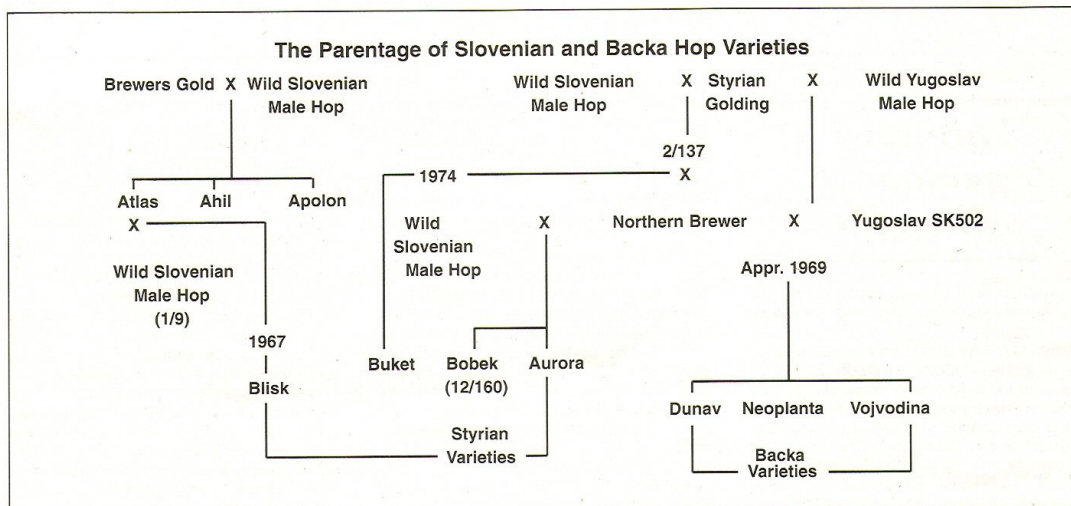 The Parentage of Slovenian and Backa Hop Varieties
Brewers Gold X Wild Slovenian
Male Hop
Wild Slovenian X Styrian X Wild Yugoslav
Male Hop Golding Male Hop
2/137
1974 X
Atlas Ahil Apolon
X
Wild X Northern Brewer X Yugoslav SK502
Slovenian
Male Hop
Wild Slovenian
Male Hop
(1/9)
Appr. 1969
1967
Buket Bobek Aurora
(12/160)
Blisk
Dunav Neoplanta Vojvodina
Styrian
Varieties
Backa
Varieties